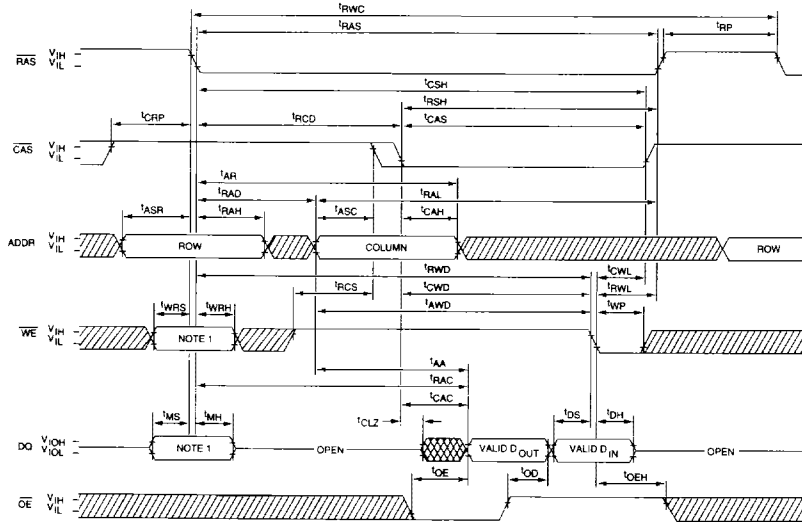 tRWC
tRAS
tRP
RAS VIH
VIL
tCSH
tRSH
tCRP
tRCD
tCAS
CAS VIH
VIL
tAR
tRAD
tRAL
tASR
tRAH
tASC
tCAH
ADDR VIH
VIL
ROW
COLUMN
ROW
tRWD
tCWL
tRCS
tCWD
tRWL
tWRS
tWRH
tAWD
tWP
WE VIH
VIL
NOTE 1
tAA
tRAC
tCAC
tMS
tMH
tCLZ
tDS
tDH
DQ VIOH
VIOL
NOTE 1
OPEN
VALID DOUT
VALID DIN
OPEN
tOE
tOD
tOEH
OE VIH
VIL